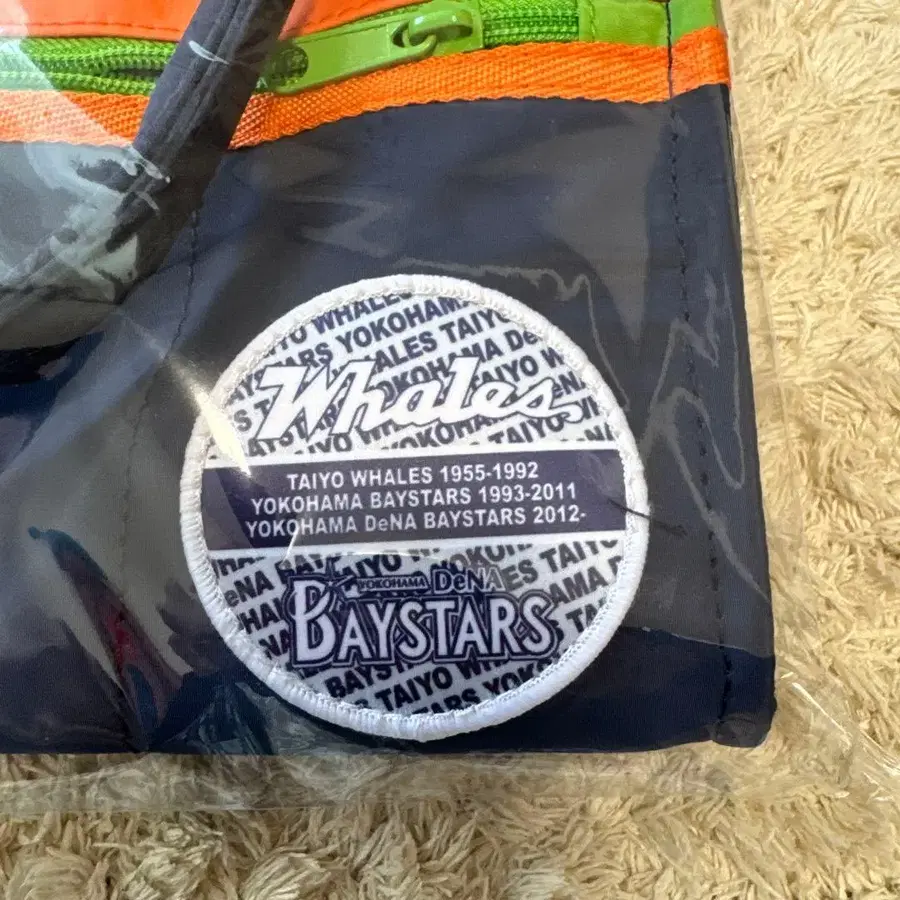 Whales
TAIYO WHALES 1955-1992
YOKOHAMA BAYSTARS 1993-2011
YOKOHAMA DeNA BAYSTARS 2012-
YOKOHAMA DeNA
BAYSTARS